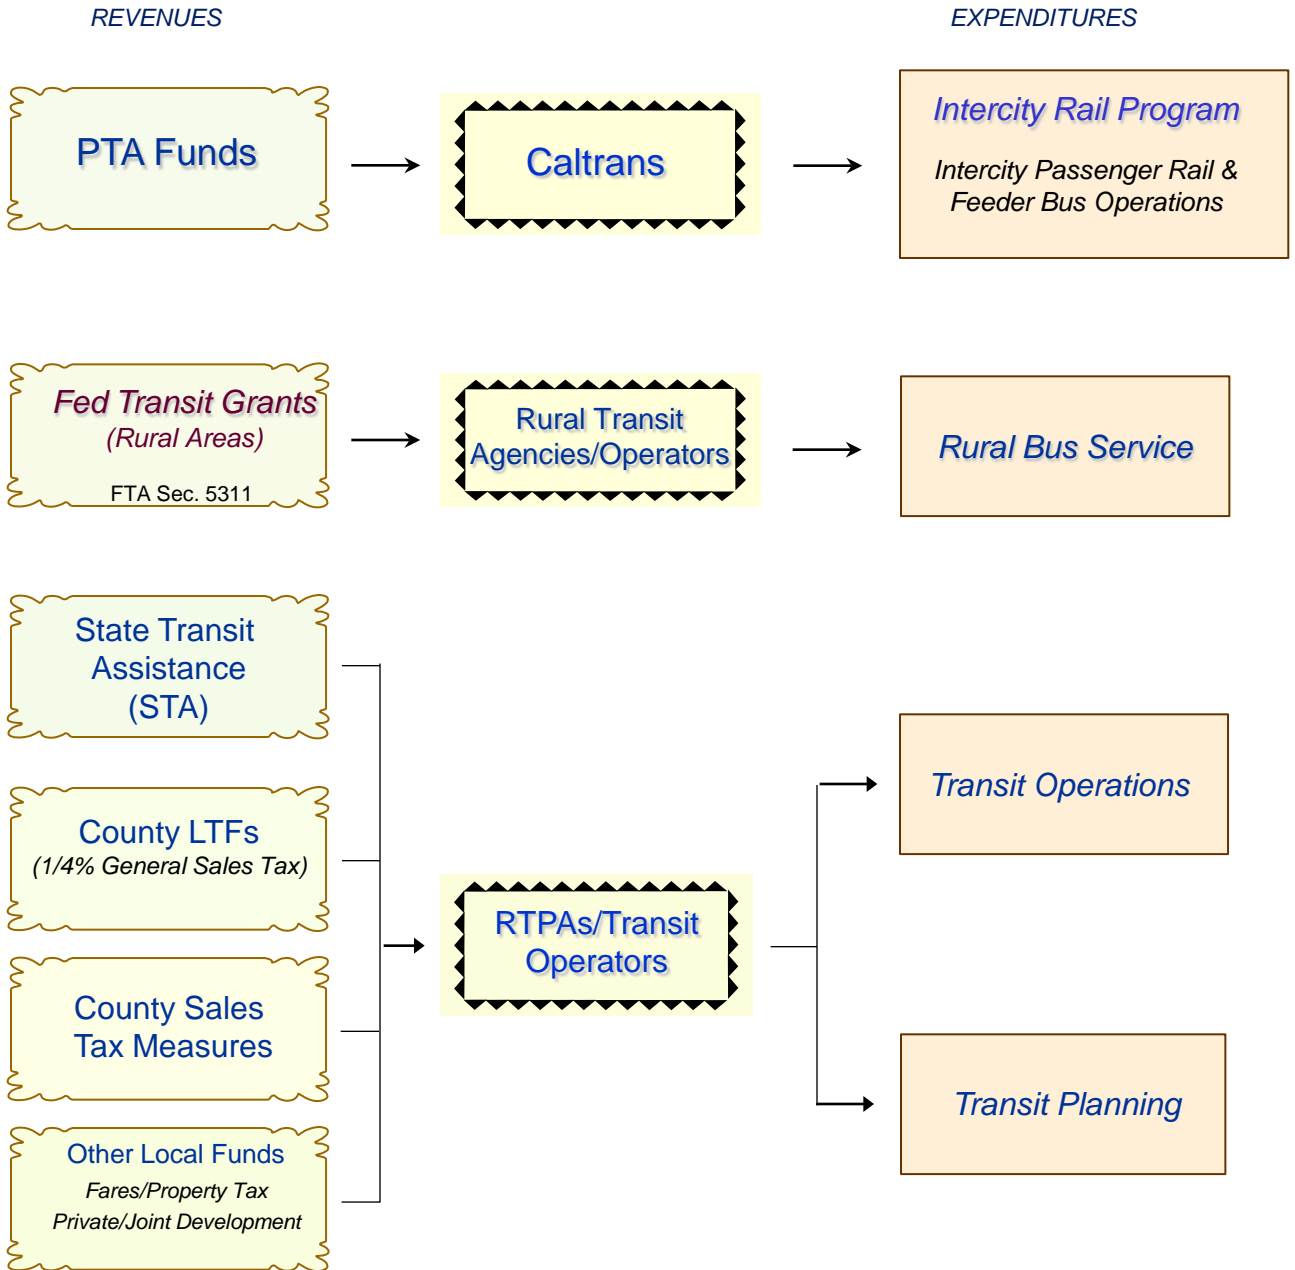 REVENUES
EXPENDITURES
PTA Funds
Caltrans
Intercity Rail Program
Intercity Passenger Rail &
Feeder Bus Operations
Fed Transit Grants
(Rural Areas)
FTA Sec. 5311
Rural Transit
Agencies/Operators
Rural Bus Service
State Transit
Assistance
(STA)
County LTFs
(1/4% General Sales Tax)
County Sales
Tax Measures
Other Local Funds
Fares/Property Tax
Private/Joint Development
RTPAs/Transit
Operators
Transit Operations
Transit Planning